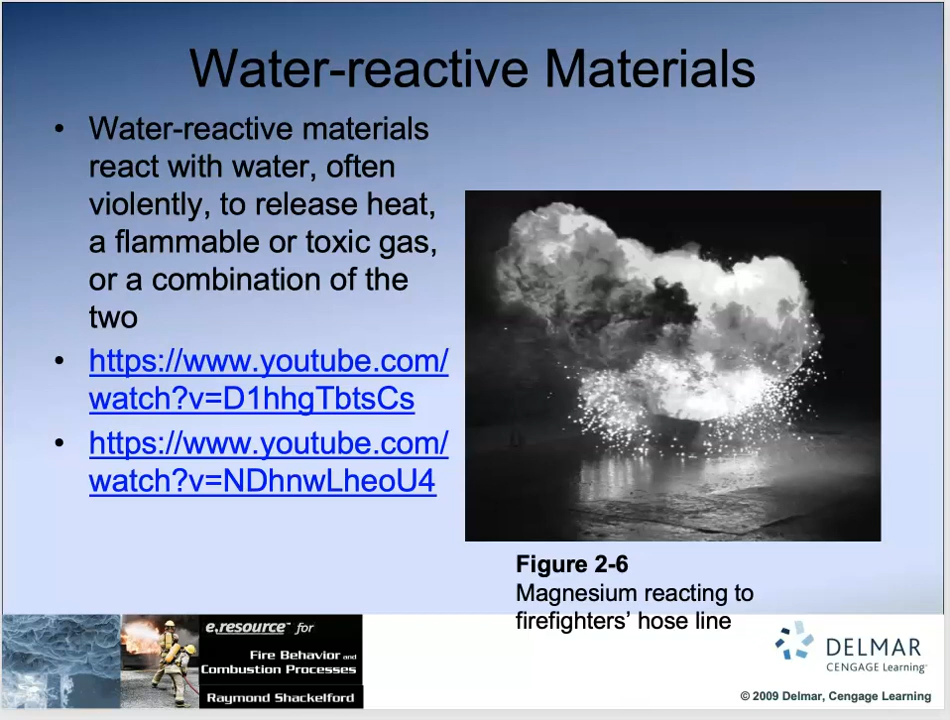 Water-reactive Materials
• Water-reactive materials
react with water, often
violently, to release heat,
a flammable or toxic gas,
or a combination of the
two
• https://www.youtube.com/
watch?v=D1hhgTbtsCs
• https://www.youtube.com/
watch?v=NDhnwLheoU4
Figure 2-6
Magnesium reacting to
firefighters' hose line
e.resource™ for
Fire Behavior and
Combustion Processes
Raymond Shackelford
DELMAR
CENGAGE Learning™
© 2009 Delmar, Cengage Learning